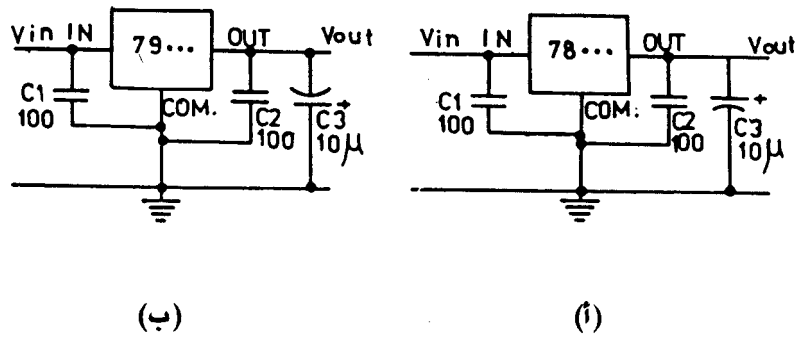 Vin IN
79...
OUT
Vout
C1
100
COM.
C2
100
+
C3
10μ
(ب)
Vin IN
78...
OUT
Vout
C1
100
COM:
C2
100
+
C3
10μ
(أ)